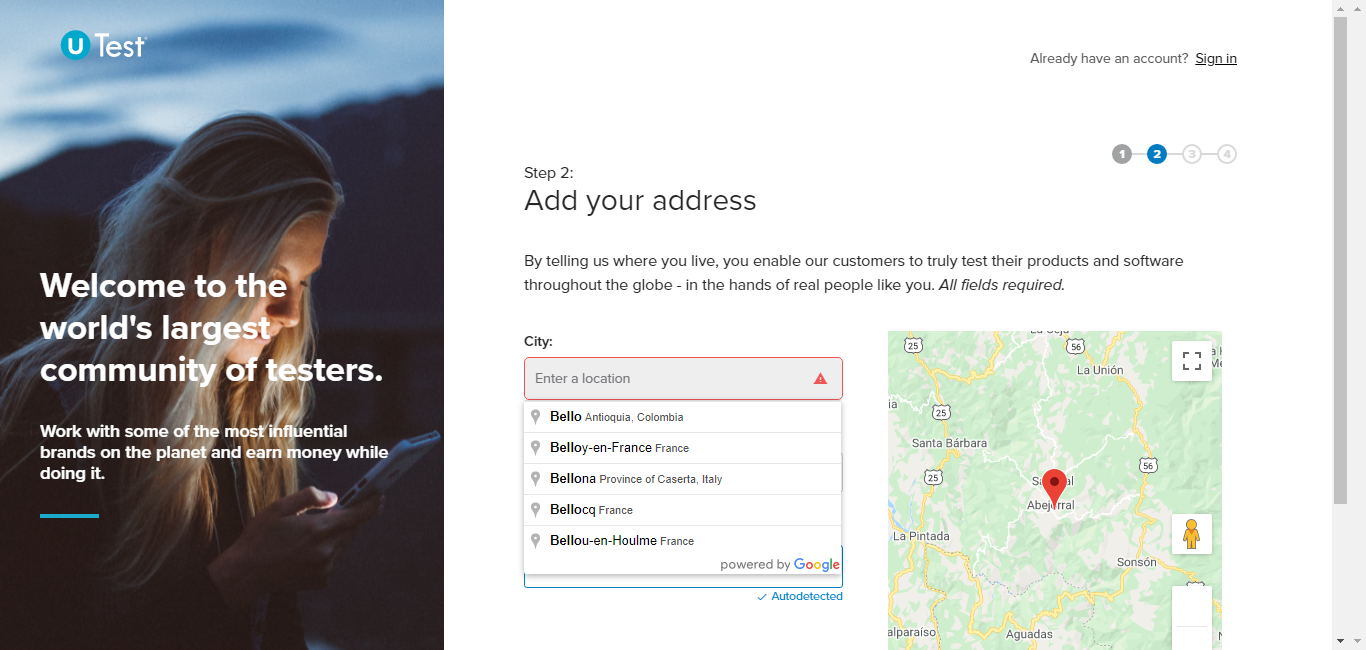 U Test
Already have an account? Sign in
1 2 3 4
Step 2:
Add your address
By telling us where you live, you enable our customers to truly test their products and software
throughout the globe - in the hands of real people like you. All fields required.
Welcome to the
world's largest
community of testers.
Work with some of the most influential
brands on the planet and earn money while
doing it.
City:
Enter a location
Bello Antioquia, Colombia
Belloy-en-France France
Bellona Province of Caserta, Italy
Bellocq France
Bellou-en-Houlme France
powered by Google
Autodetected
La Ceja
25
56
La Unión
25
Santa Bárbara
56
25
Abejorral
La Pintada
Sonsón
alparaíso
Aguadas